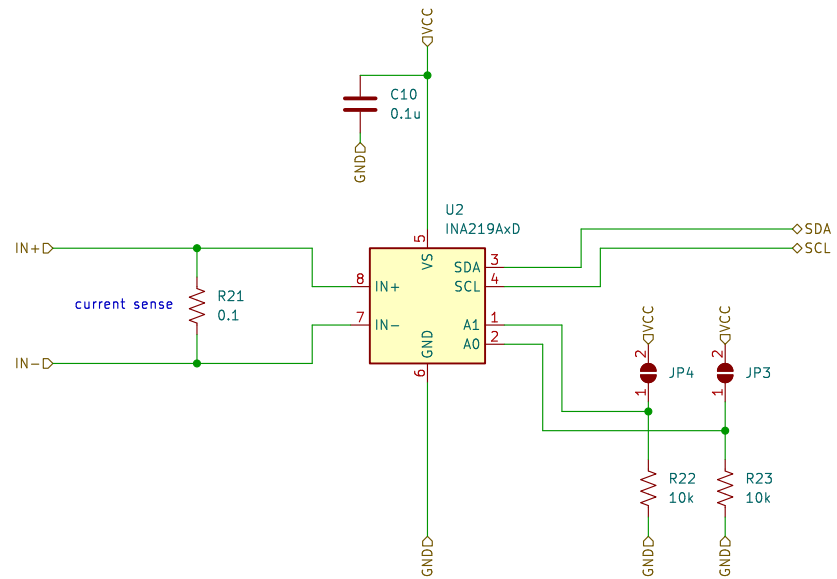 VCC
C10
0.1u
GND
U2
INA219AxD
5
VS
IN+
SDA
SCL
3
SDA
4
SCL
8
IN+
7
IN-
current sense
R21
0.1
1
A1
2
A0
GND
6
IN-
VCC
VCC
2
2
JP4
JP3
1
1
R22
10k
R23
10k
GND
GND
GND